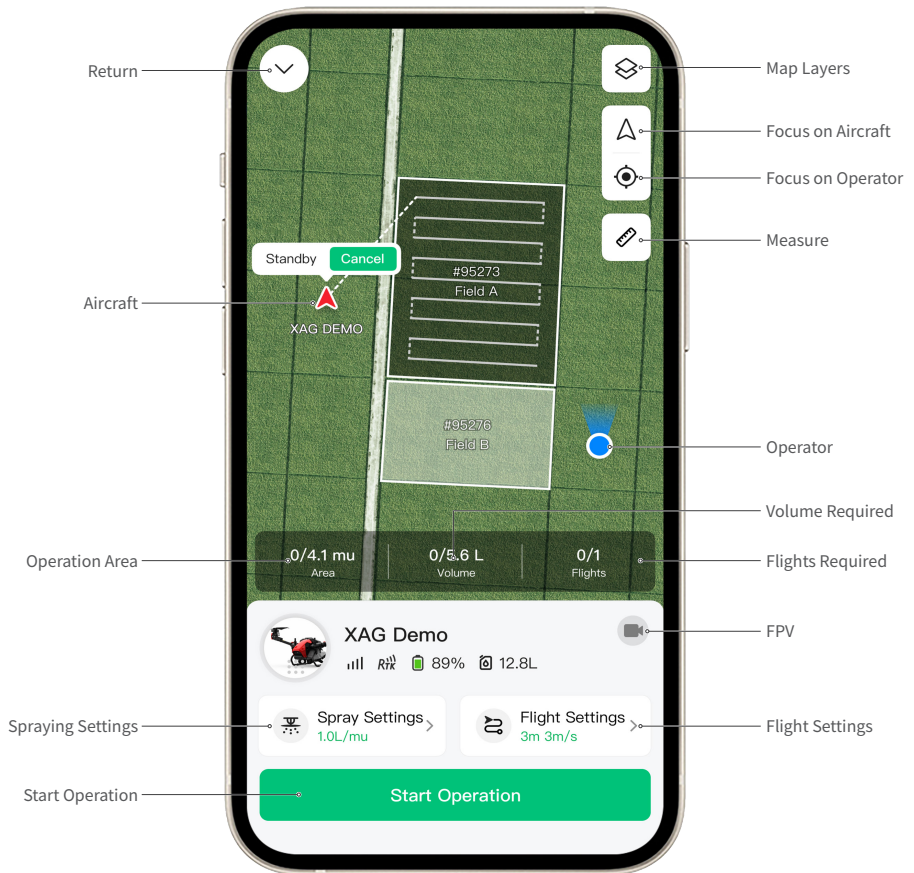 Return
Map Layers
Focus on Aircraft
Focus on Operator
Measure
Standby
Cancel
#95273
Field A
Aircraft
XAG DEMO
#95276
Field B
Operator
Volume Required
Operation Area
0/4.1 mu
0/5.6 L
0/1
Area
Volume
Flights
Flights Required
XAG Demo
FPV
RTK
89%
12.8L
Spraying Settings
Spray Settings
1.0L/mu
Flight Settings
3m 3m/s
Flight Settings
Start Operation
Start Operation